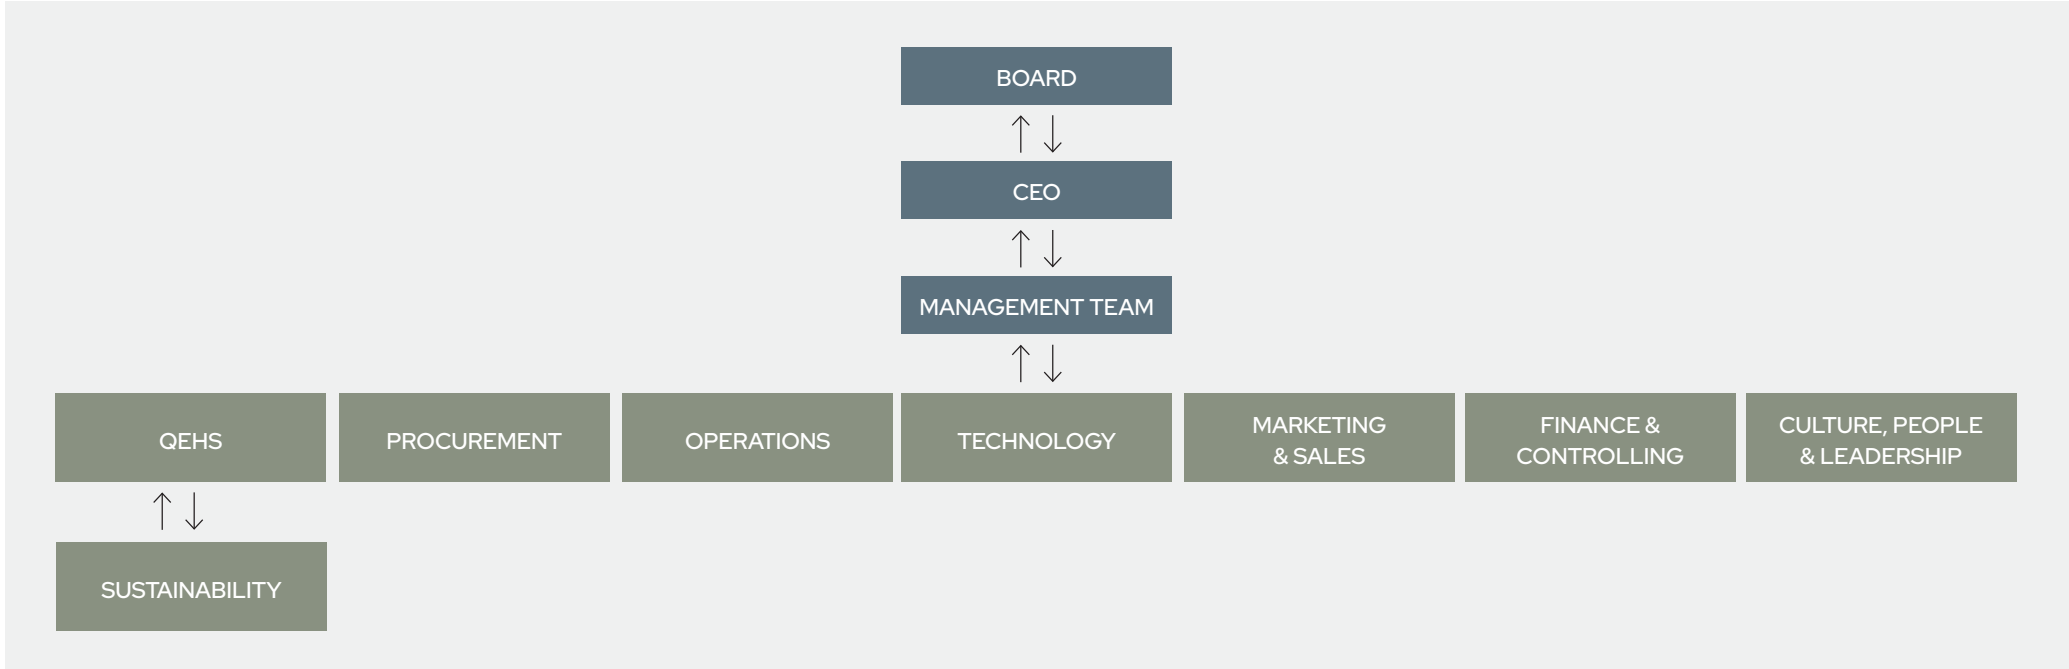 BOARD
CEO
MANAGEMENT TEAM
QEHS
PROCUREMENT
OPERATIONS
TECHNOLOGY
MARKETING
& SALES
FINANCE &
CONTROLLING
CULTURE, PEOPLE
& LEADERSHIP
SUSTAINABILITY